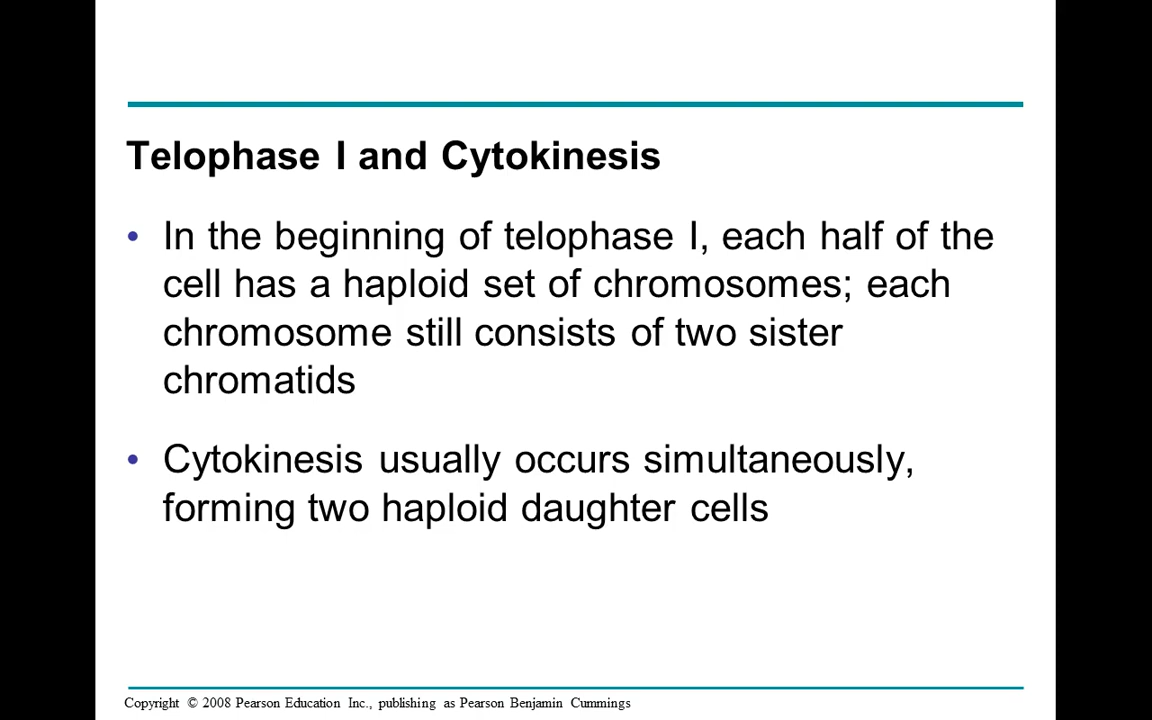 Telophase I and Cytokinesis
• In the beginning of telophase I, each half of the
cell has a haploid set of chromosomes; each
chromosome still consists of two sister
chromatids
• Cytokinesis usually occurs simultaneously,
forming two haploid daughter cells
Copyright © 2008 Pearson Education Inc., publishing as Pearson Benjamin Cummings